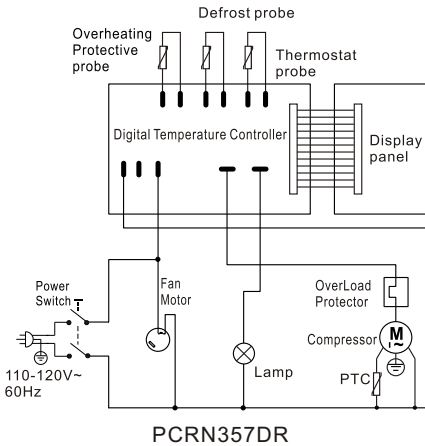 Defrost probe
Overheating
Protective
probe
Thermostat
probe
Digital Temperature Controller
Display
panel
Power
Switch
Fan
Motor
OverLoad
Protector
Compressor
M
~
Lamp
PTC
110-120V~
60Hz
PCRN357DR